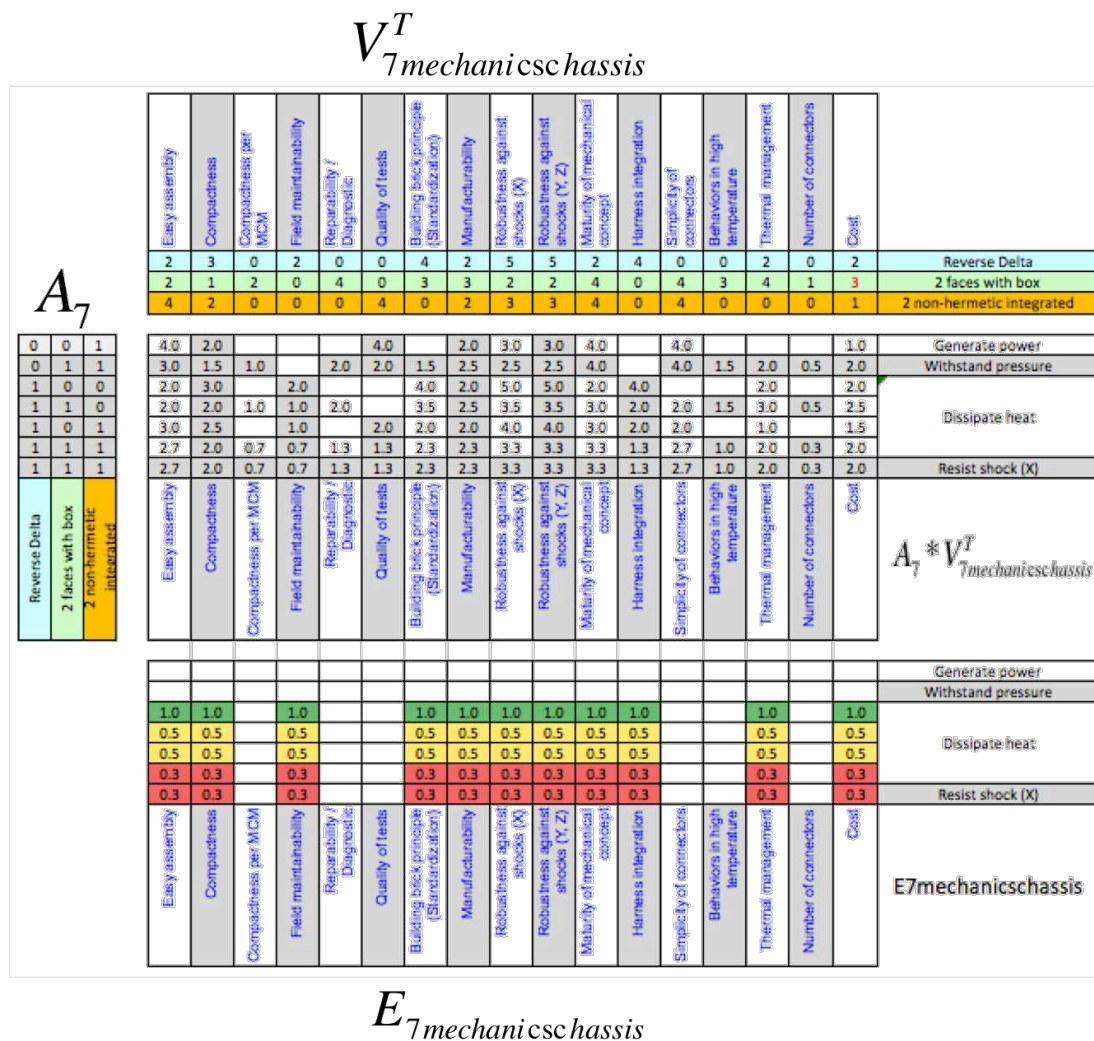 V^T_7mechanicschassis
Easy assembly
Compactness
Compactness per MCM
Field maintainability
Reparability / Diagnostic
Quality of tests
Building brick principle (Standardization)
Manufacturability
Robustness against shocks (X)
Robustness against shocks (Y, Z)
Maturity of mechanical concept
Harness integration
Simplicity of connectors
Behaviors in high temperature
Thermal management
Number of connectors
Cost
2 3 0 2 0 0 4 2 5 5 2 4 0 0 2 0 2 Reverse Delta
2 1 2 0 4 0 3 3 2 2 4 0 4 3 4 1 3 2 faces with box
4 2 0 0 0 4 0 2 3 3 4 0 4 0 0 0 1 2 non-hermetic integrated
A_7
0 0 1 4.0 2.0 4.0 2.0 3.0 3.0 4.0 4.0 1.0 Generate power
0 1 1 3.0 1.5 1.0 2.0 2.0 1.5 2.5 2.5 2.5 4.0 4.0 1.5 2.0 0.5 2.0 Withstand pressure
1 0 0 2.0 3.0 2.0 4.0 2.0 5.0 5.0 2.0 4.0 2.0 2.0
1 1 0 2.0 2.0 1.0 1.0 2.0 3.5 2.5 3.5 3.5 3.0 2.0 2.0 1.5 3.0 0.5 2.5
Dissipate heat
1 0 1 3.0 2.5 1.0 2.0 2.0 2.0 4.0 4.0 3.0 2.0 2.0 1.0 1.5
1 1 1 2.7 2.0 0.7 0.7 1.3 1.3 2.3 2.3 3.3 3.3 3.3 1.3 2.7 1.0 2.0 0.3 2.0
1 1 1 2.7 2.0 0.7 0.7 1.3 1.3 2.3 2.3 3.3 3.3 3.3 1.3 2.7 1.0 2.0 0.3 2.0 Resist shock (X)
Reverse Delta
2 faces with box
2 non-hermetic integrated
Easy assembly
Compactness
Compactness per MCM
Field maintainability
Reparability / Diagnostic
Quality of tests
Building brick principle (Standardization)
Manufacturability
Robustness against shocks (X)
Robustness against shocks (Y, Z)
Maturity of mechanical concept
Harness integration
Simplicity of connectors
Behaviors in high temperature
Thermal management
Number of connectors
Cost
A_7 * V^T_7mechanicschassis
Generate power
Withstand pressure
1.0 1.0 1.0 1.0 1.0 1.0 1.0 1.0 1.0 1.0 1.0
0.5 0.5 0.5 0.5 0.5 0.5 0.5 0.5 0.5 0.5 0.5
Dissipate heat
0.5 0.5 0.5 0.5 0.5 0.5 0.5 0.5 0.5 0.5 0.5
0.3 0.3 0.3 0.3 0.3 0.3 0.3 0.3 0.3 0.3 0.3
0.3 0.3 0.3 0.3 0.3 0.3 0.3 0.3 0.3 0.3 0.3 Resist shock (X)
Easy assembly
Compactness
Compactness per MCM
Field maintainability
Reparability / Diagnostic
Quality of tests
Building brick principle (Standardization)
Manufacturability
Robustness against shocks (X)
Robustness against shocks (Y, Z)
Maturity of mechanical concept
Harness integration
Simplicity of connectors
Behaviors in high temperature
Thermal management
Number of connectors
Cost
E7mechanicschassis
E_7mechanicschassis